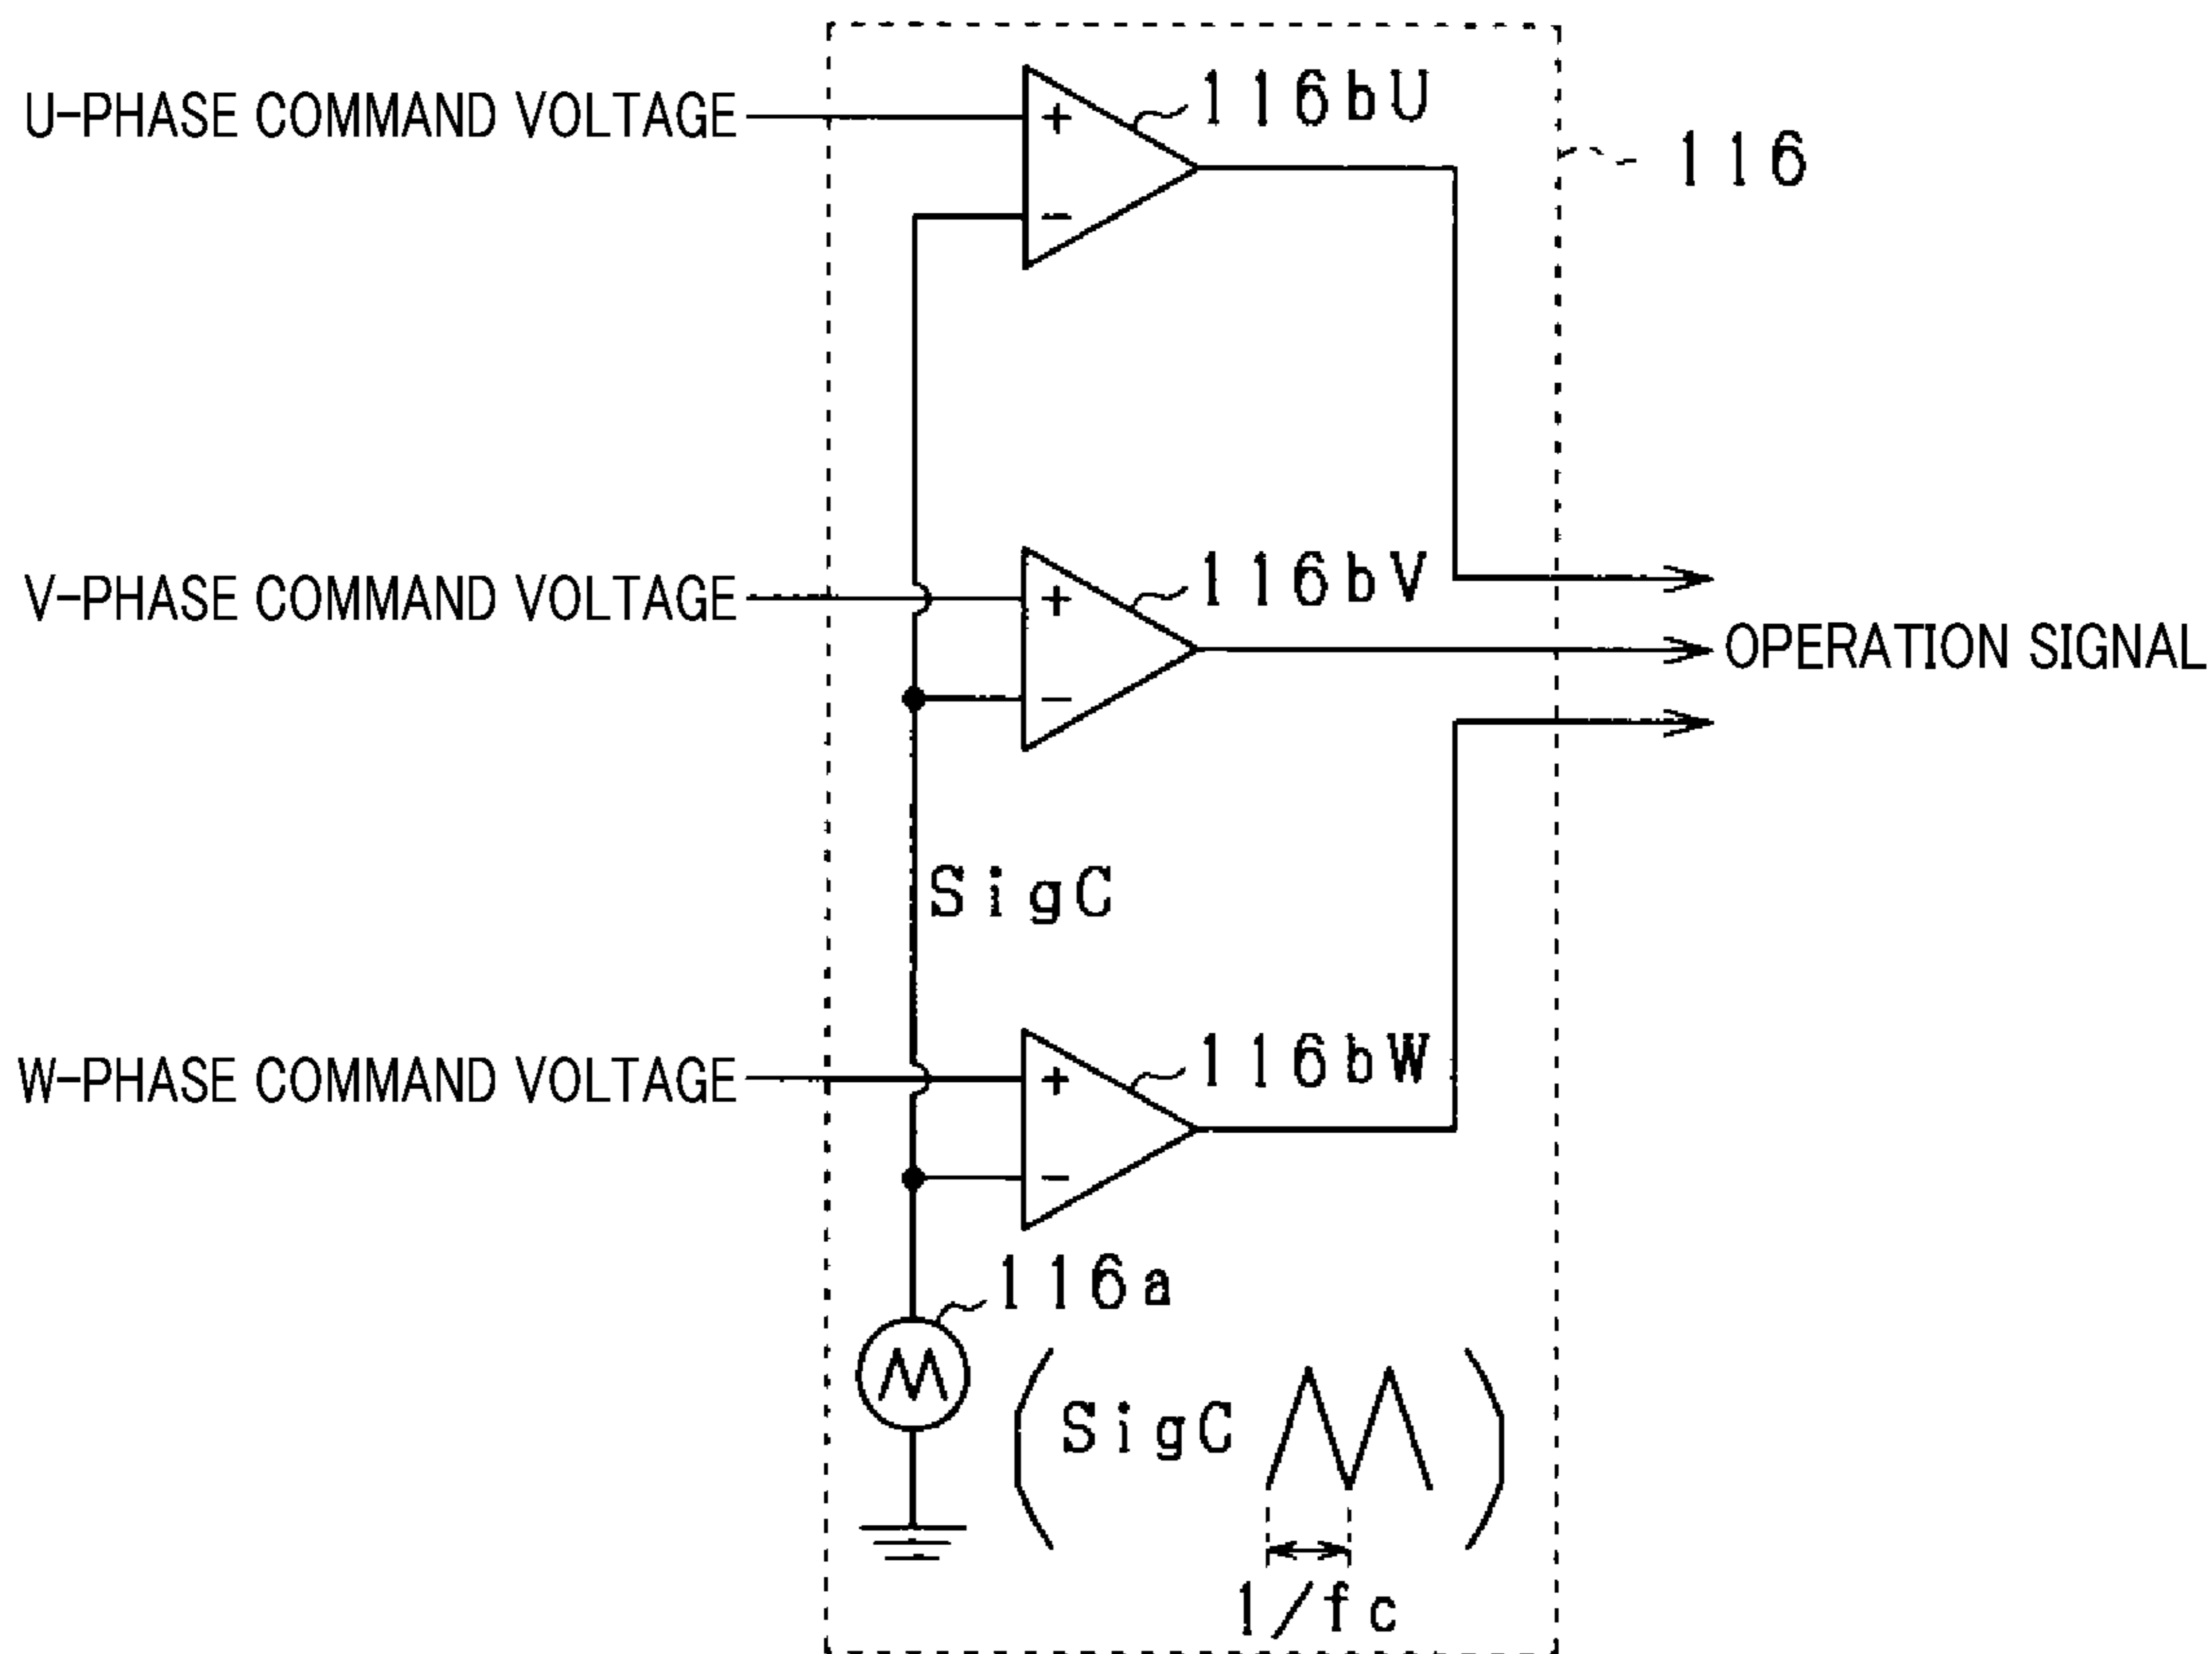 U-PHASE COMMAND VOLTAGE
+
-
116bU
116
V-PHASE COMMAND VOLTAGE
+
-
116bV
OPERATION SIGNAL
SigC
W-PHASE COMMAND VOLTAGE
+
-
116bW
116a
SigC
1/fc